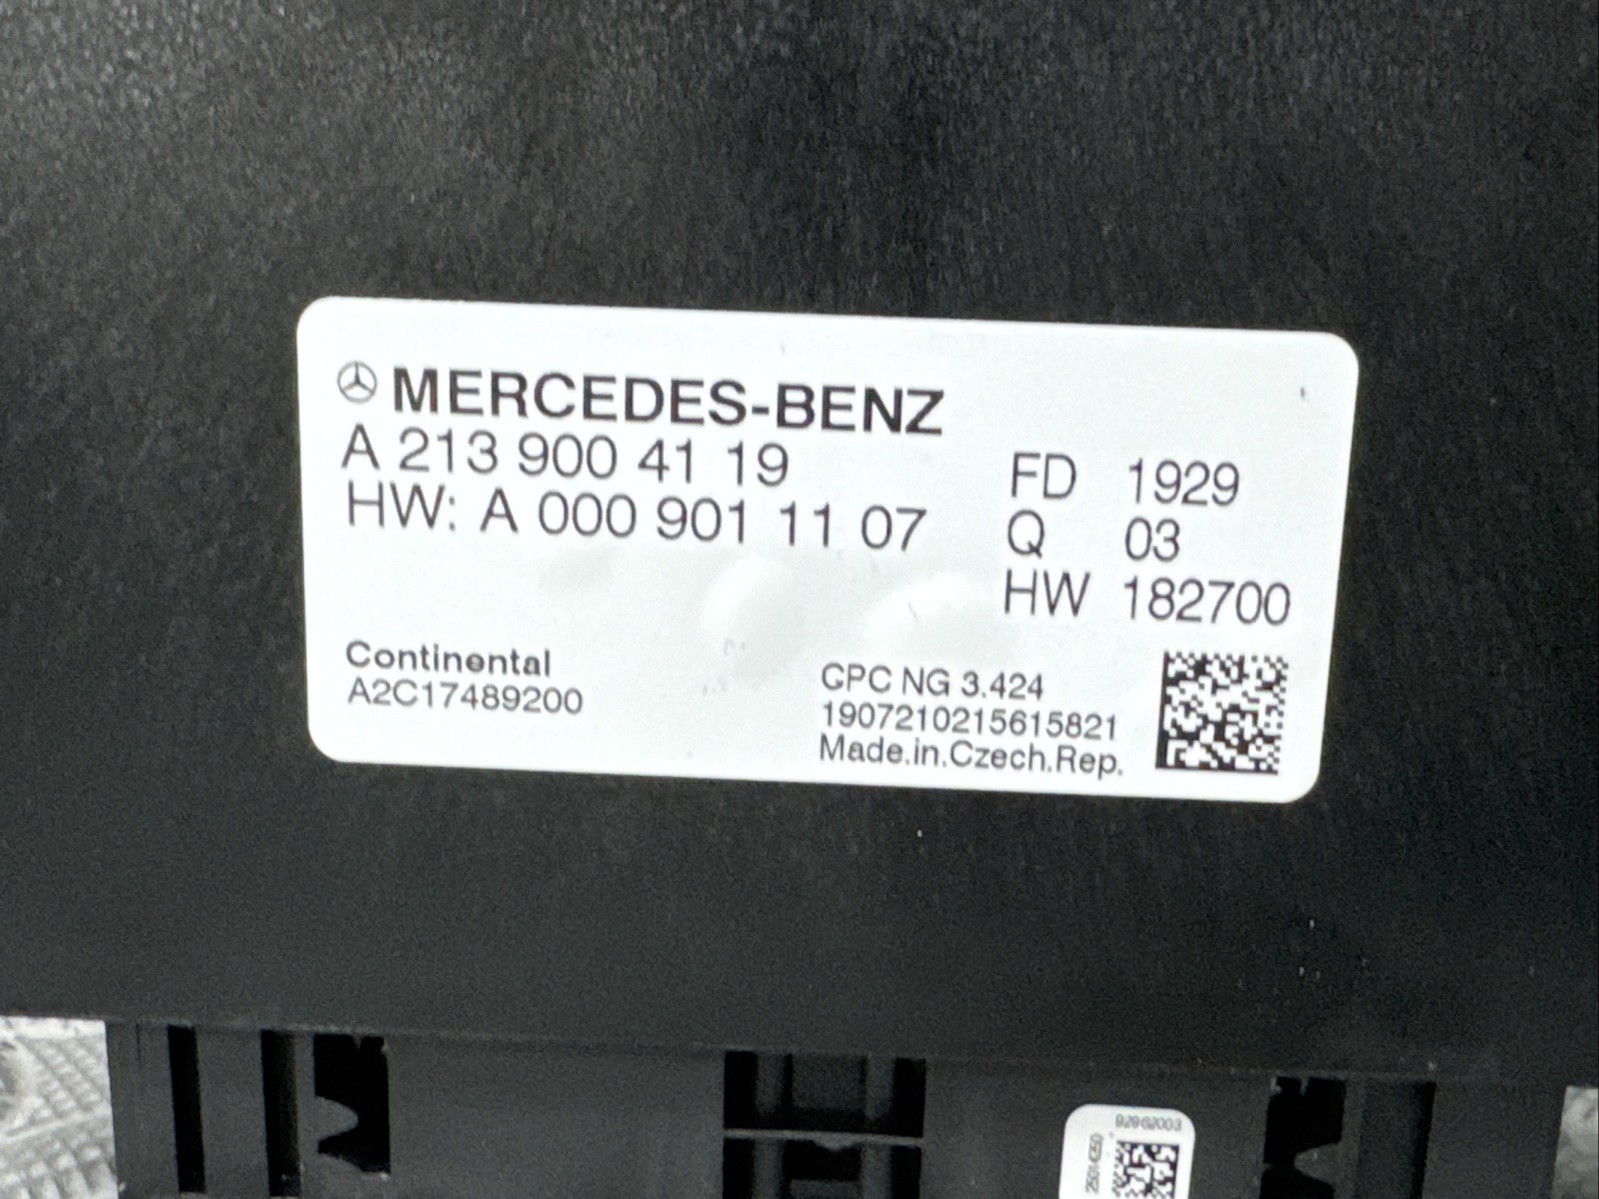 MERCEDES-BENZ
A 213 900 41 19
HW: A 000 901 11 07
FD 1929
Q 03
HW 182700
Continental
A2C17489200
CPC NG 3.424
1907210215615821
Made.in.Czech.Rep.